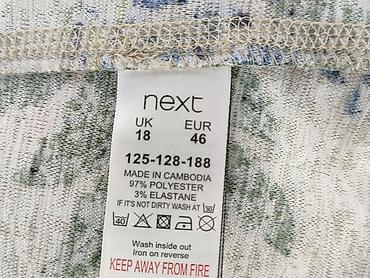 next
UK EUR
18 46
125-128-188
MADE IN CAMBODIA
97% POLYESTER
3% ELASTANE
IF IT'S NOT DIRTY WASH AT 30
40
Wash inside out
Iron on reverse
KEEP AWAY FROM FIRE